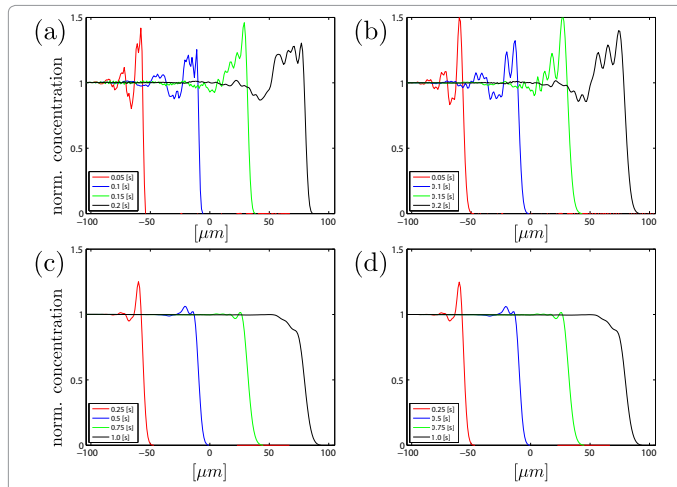 (a)
norm. concentration
1.5
1
0.5
0
0.05 [s]
0.1 [s]
0.15 [s]
0.2 [s]
−100 −50 0 50 100
[μm]
(b)
1.5
1
0.5
0
0.05 [s]
0.1 [s]
0.15 [s]
0.2 [s]
−100 −50 0 50 100
[μm]
(c)
norm. concentration
1.5
1
0.5
0
0.25 [s]
0.5 [s]
0.75 [s]
1.0 [s]
−100 −50 0 50 100
[μm]
(d)
1.5
1
0.5
0
0.25 [s]
0.5 [s]
0.75 [s]
1.0 [s]
−100 −50 0 50 100
[μm]